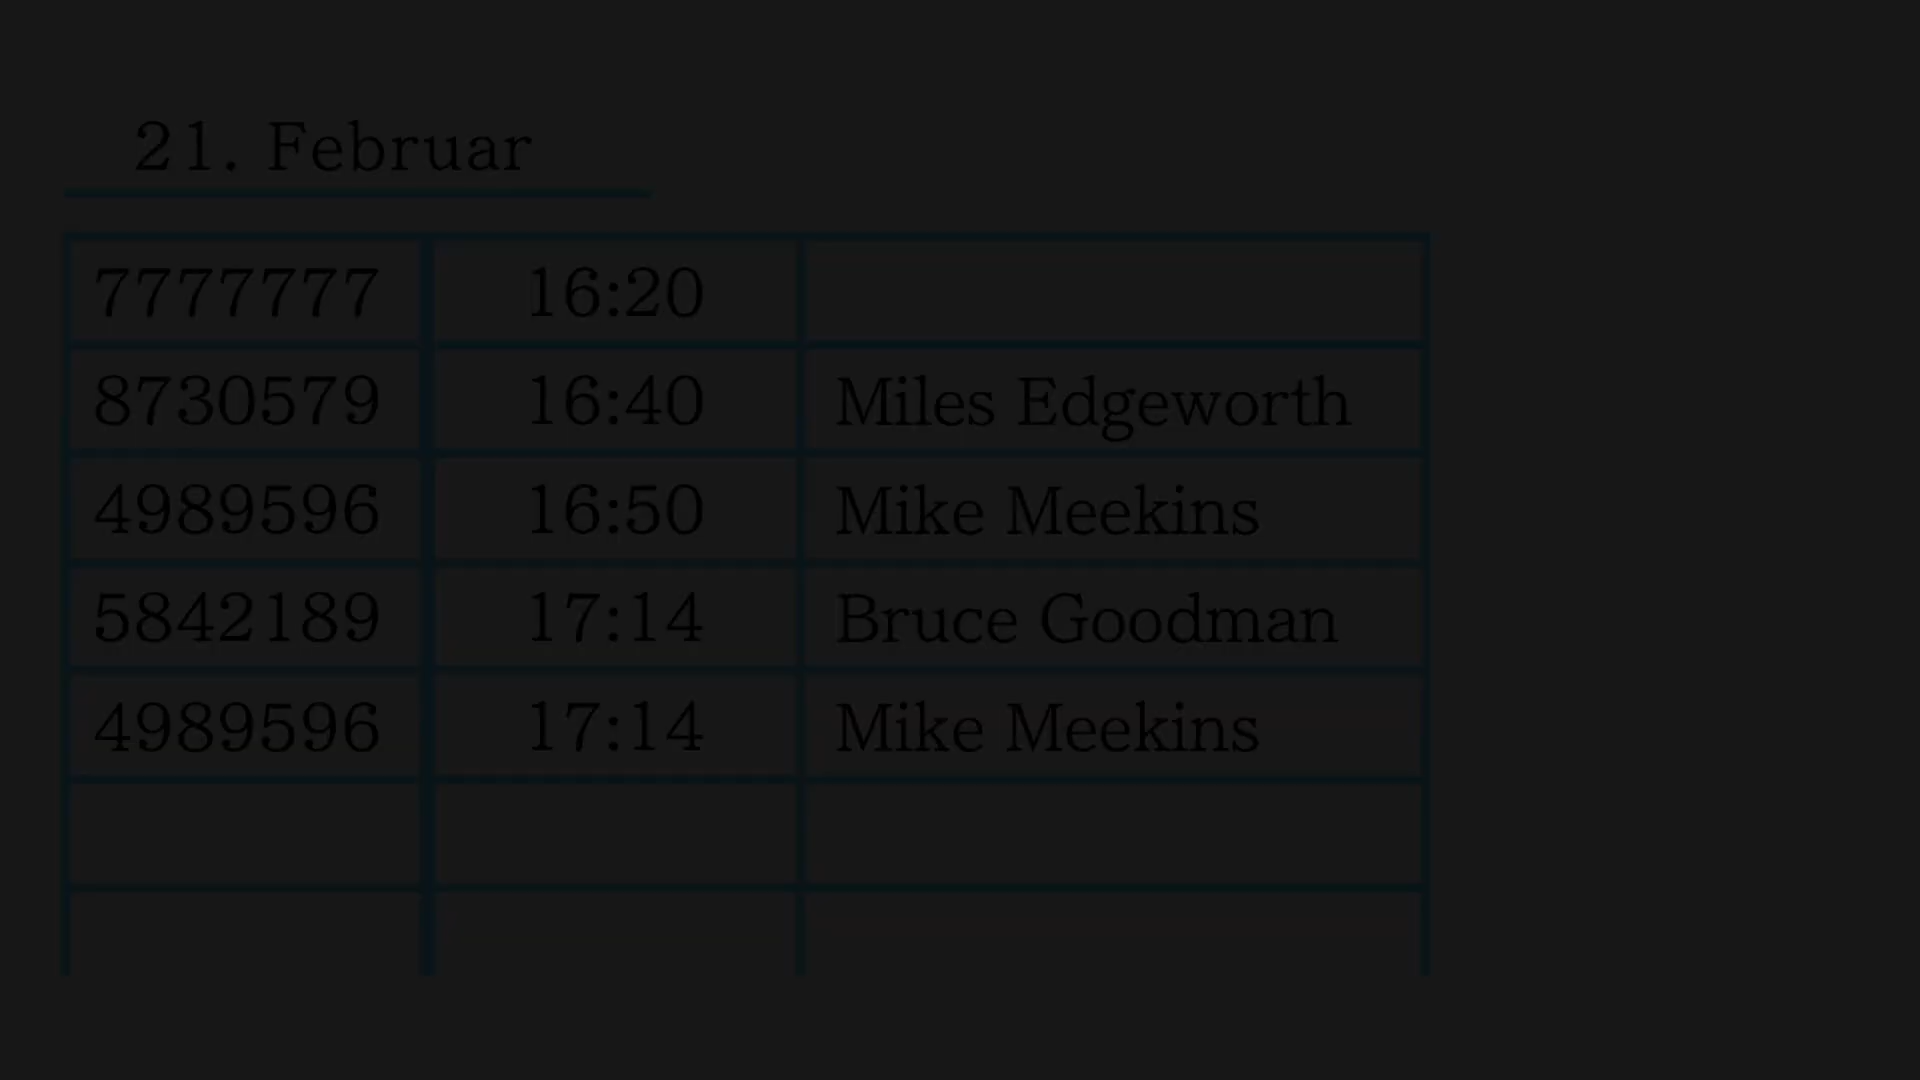 21. Februar
7777777 16:20
8730579 16:40 Miles Edgeworth
4989596 16:50 Mike Meekins
5842189 17:14 Bruce Goodman
4989596 17:14 Mike Meekins